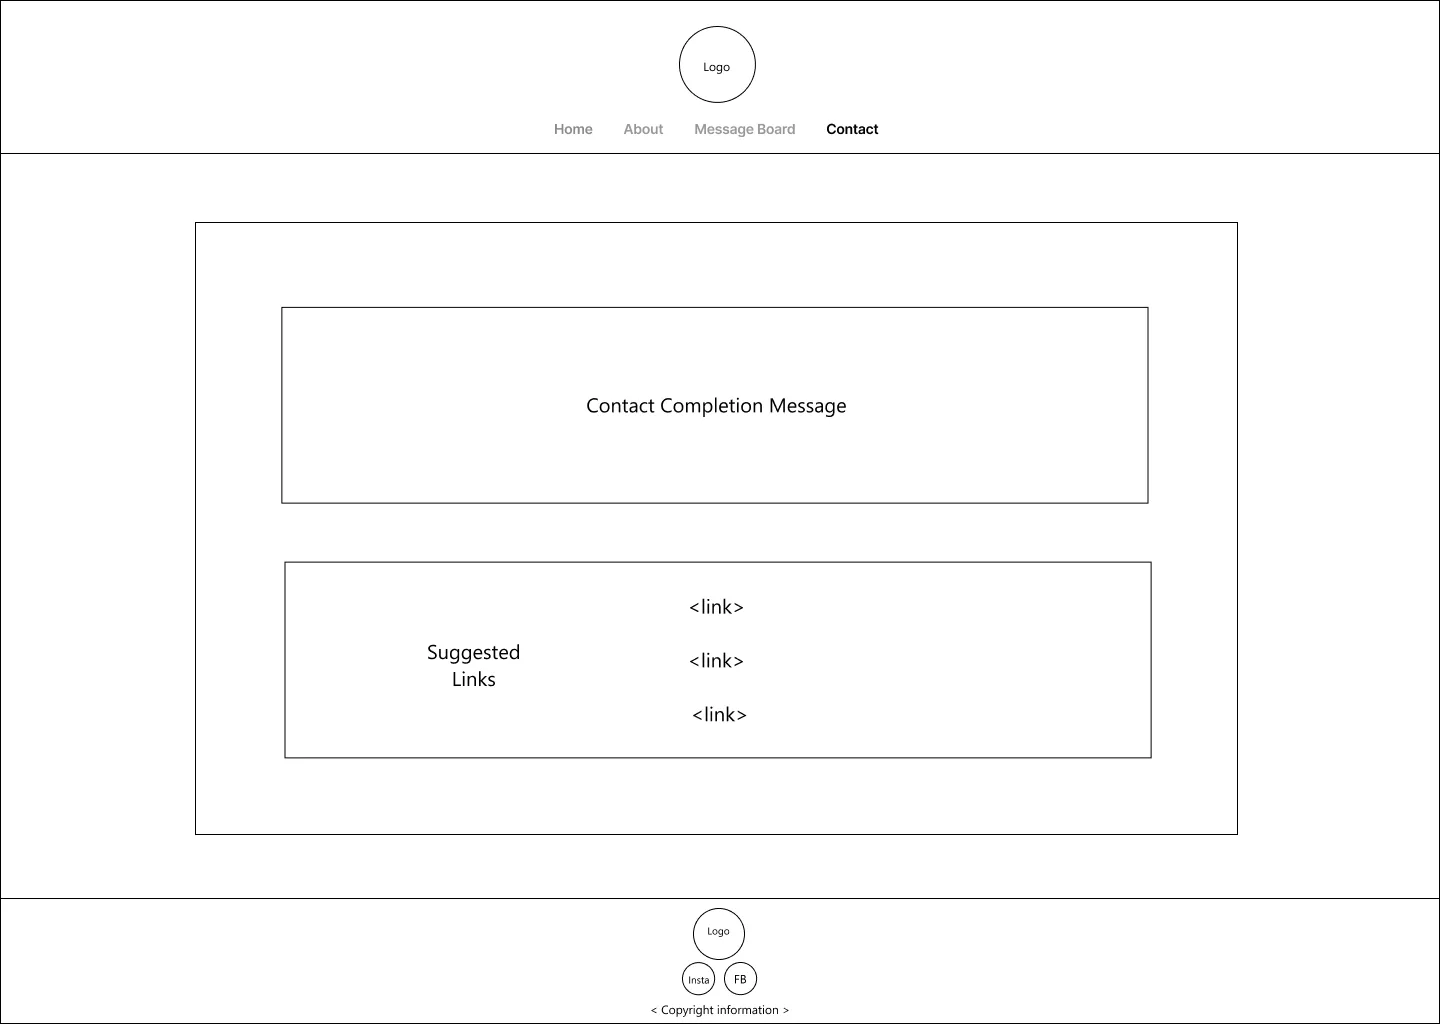 Logo
Home About Message Board Contact
Contact Completion Message
Suggested
Links
<link>
<link>
<link>
Logo
Insta FB
< Copyright information >